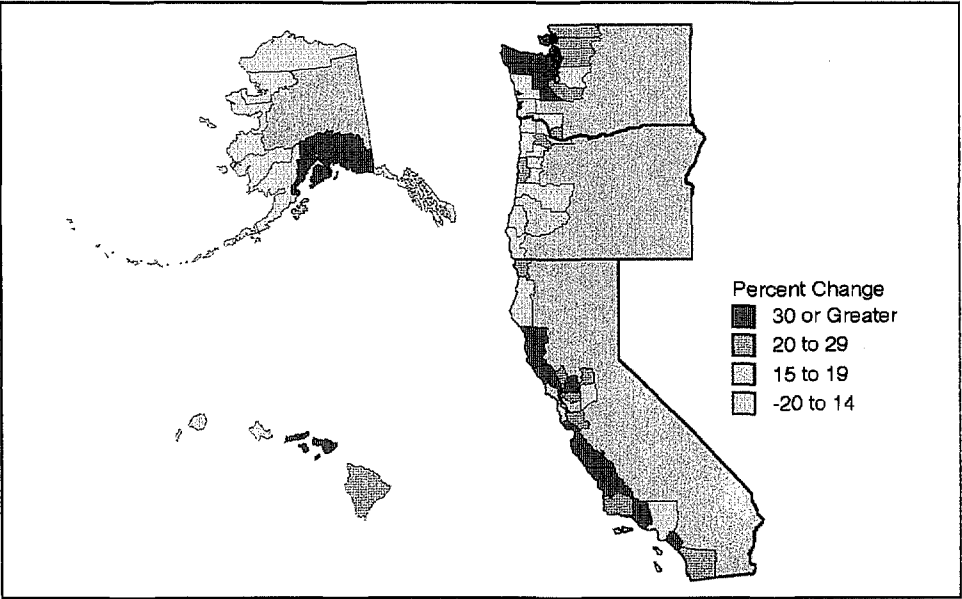 Percent Change
30 or Greater
20 to 29
15 to 19
-20 to 14